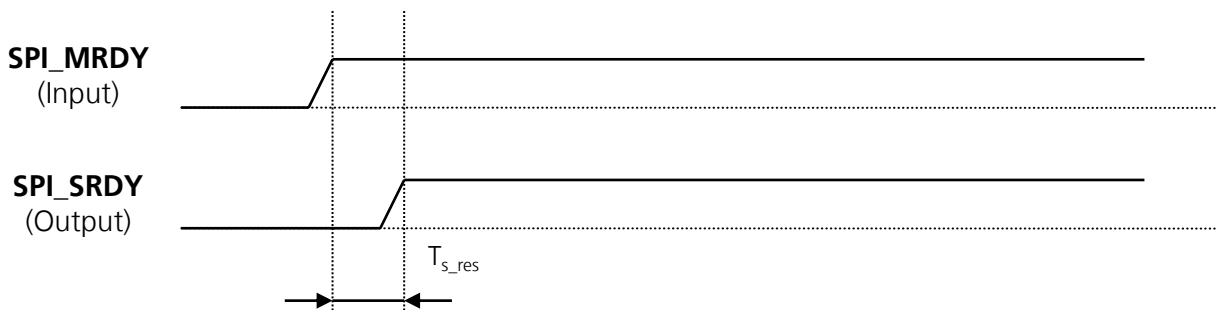 SPI_MRDY
(Input)
SPI_SRDY
(Output)
Ts_res